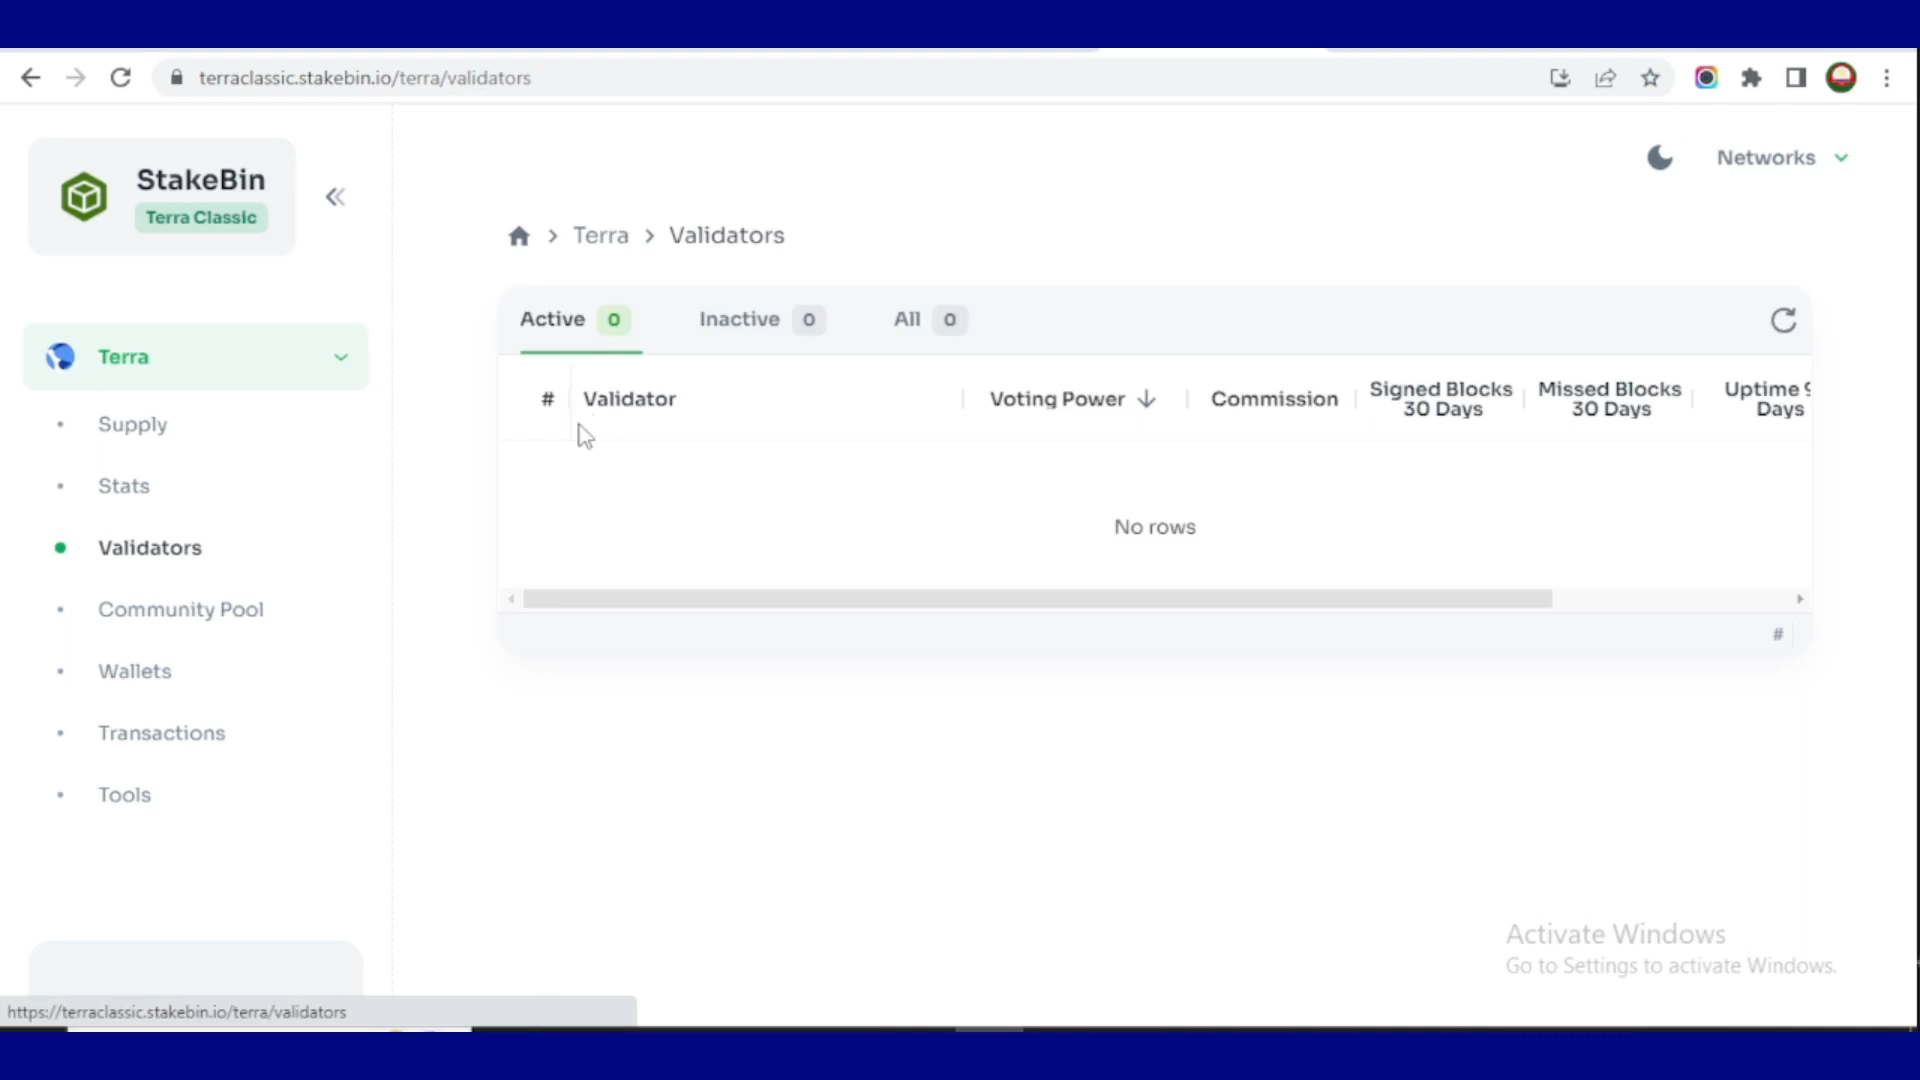 terraclassic.stakebin.io/terra/validators
StakeBin
Terra Classic
Networks
Terra > Validators
Active 0 Inactive 0 All 0
Terra
# Validator Voting Power Commission Signed Blocks 30 Days Missed Blocks 30 Days Uptime 9 Days
Supply
Stats
No rows
Validators
Community Pool
#
Wallets
Transactions
Tools
Activate Windows
Go to Settings to activate Windows.
https://terraclassic.stakebin.io/terra/validators